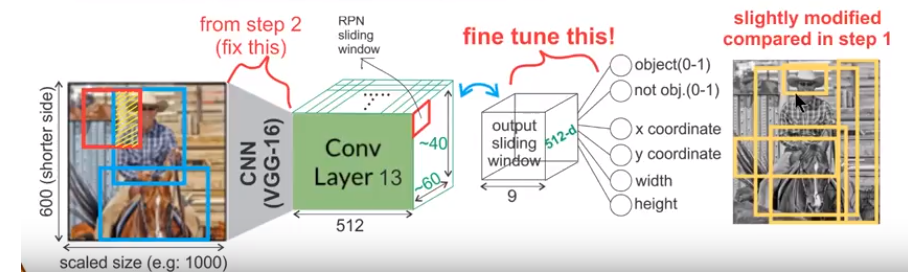 from step 2
(fix this)
RPN
sliding
window
fine tune this!
slightly modified
compared in step 1
600 (shorter side)
scaled size (e.g: 1000)
CNN
(VGG-16)
Conv
Layer 13
512
~40
~60
output
sliding
window
512-d
9
object(0-1)
not obj.(0-1)
x coordinate
y coordinate
width
height